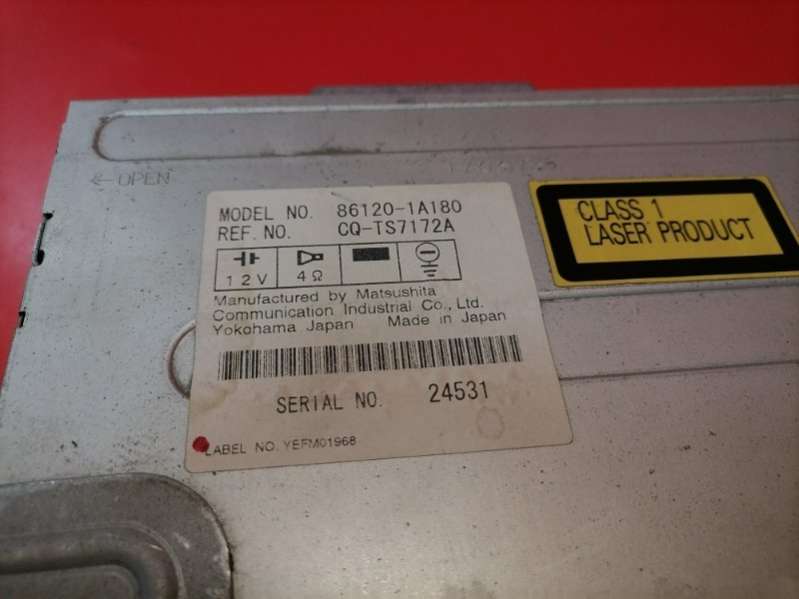 ←OPEN
MODEL NO. 86120-1A180
REF. NO. CQ-TS7172A
12V 4Ω
Manufactured by Matsushita
Communication Industrial Co., Ltd.
Yokohama Japan Made in Japan
SERIAL NO. 24531
LABEL NO. YEFM01968
CLASS 1
LASER PRODUCT